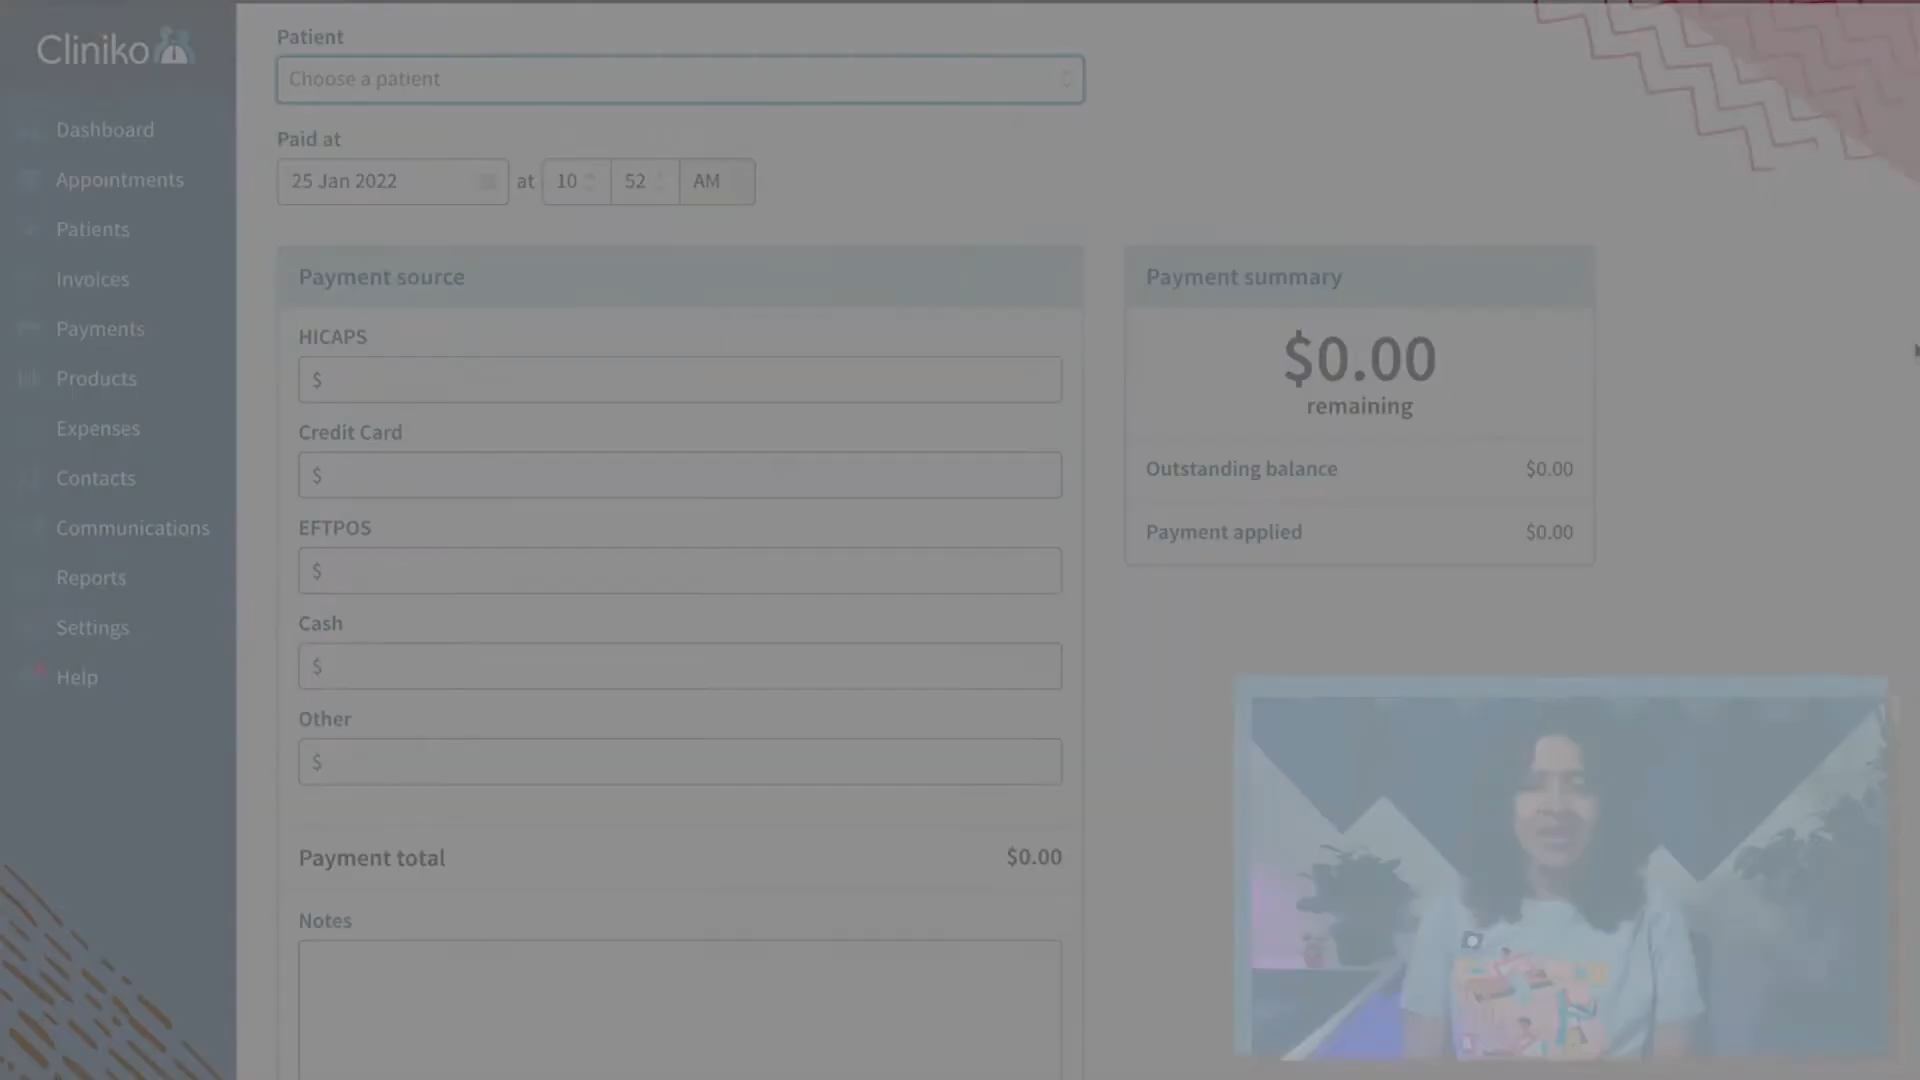 Cliniko
Dashboard
Appointments
Patients
Invoices
Payments
Products
Expenses
Contacts
Communications
Reports
Settings
Help
Patient
Choose a patient
Paid at
25 Jan 2022 at 10 52 AM
Payment source
HICAPS
$
Credit Card
$
EFTPOS
$
Cash
$
Other
$
Payment total $0.00
Notes
Payment summary
$0.00
remaining
Outstanding balance $0.00
Payment applied $0.00